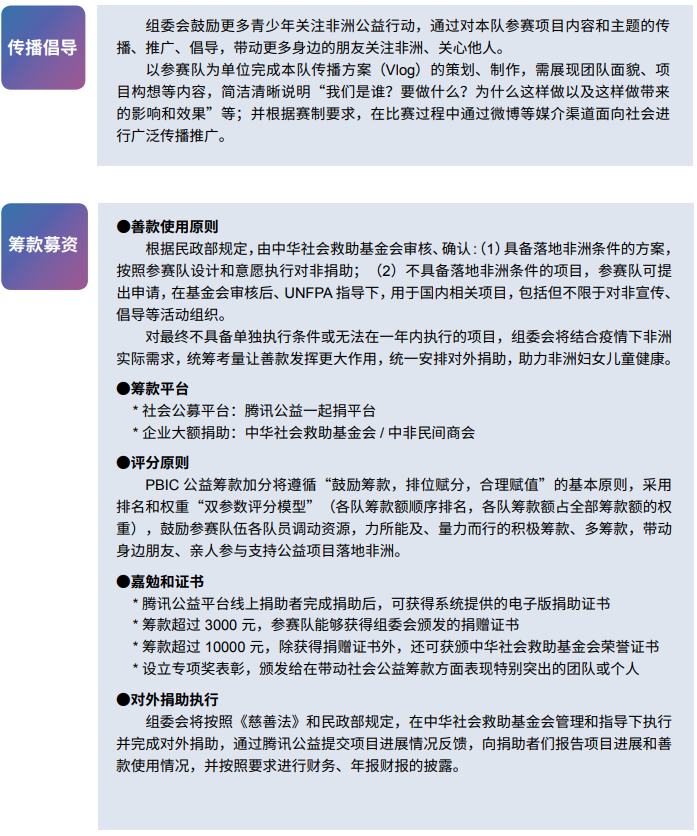 传播倡导
组委会鼓励更多青少年关注非洲公益行动，通过对本队参赛项目内容和主题的传
播、推广、倡导，带动更多身边的朋友关注非洲、关心他人。
以参赛队为单位完成本队传播方案（Vlog）的策划、制作，需展现团队面貌、项
目构想等内容，简洁清晰说明“我们是谁？要做什么？为什么这样做以及这样做带来
的影响和效果”等；并根据赛制要求，在比赛过程中通过微博等媒介渠道面向社会进
行广泛传播推广。
筹款募资
●善款使用原则
根据民政部规定，由中华社会救助基金会审核、确认：（1）具备落地非洲条件的方案，
按照参赛队设计和意愿执行对非捐助；（2）不具备落地非洲条件的项目，参赛队可提
出申请，在基金会审核后、UNFPA 指导下，用于国内相关项目，包括但不限于对非宣传、
倡导等活动组织。
对最终不具备单独执行条件或无法在一年内执行的项目，组委会将结合疫情下非洲
实际需求，统筹考量让善款发挥更大作用，统一安排对外捐助，助力非洲妇女儿童健康。
●筹款平台
* 社会公募平台：腾讯公益一起捐平台
* 企业大额捐助：中华社会救助基金会 / 中非民间商会
●评分原则
PBIC 公益筹款加分将遵循“鼓励筹款，排位赋分，合理赋值”的基本原则，采用
排名和权重“双参数评分模型”（各队筹款额顺序排名，各队筹款额占全部筹款额的权
重），鼓励参赛队伍各队员调动资源，力所能及、量力而行的积极筹款、多筹款，带动
身边朋友、亲人参与支持公益项目落地非洲。
●嘉勉和证书
* 腾讯公益平台线上捐助者完成捐助后，可获得系统提供的电子版捐助证书
* 筹款超过 3000 元，参赛队能够获得组委会颁发的捐赠证书
* 筹款超过 10000 元，除获得捐赠证书外，还可获颁中华社会救助基金会荣誉证书
* 设立专项奖表彰，颁发给在带动社会公益筹款方面表现特别突出的团队或个人
●对外捐助执行
组委会将按照《慈善法》和民政部规定，在中华社会救助基金会管理和指导下执行
并完成对外捐助，通过腾讯公益提交项目进展情况反馈，向捐助者们报告项目进展和善
款使用情况，并按照要求进行财务、年报财报的披露。